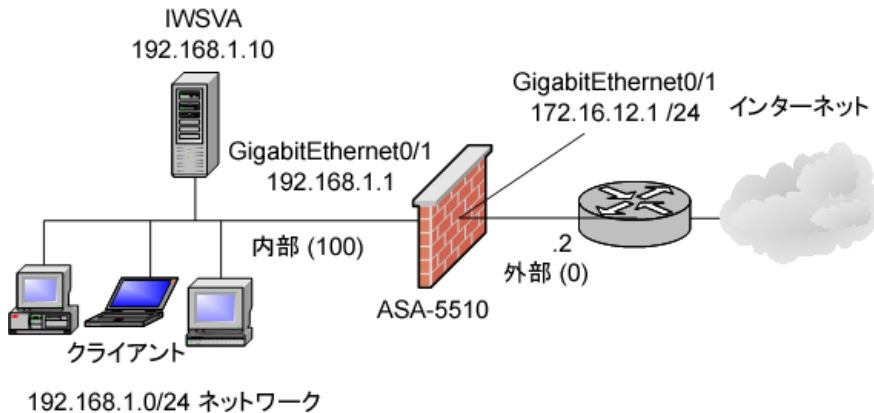 IWSVA
192.168.1.10
GigabitEthernet0/1
172.16.12.1 /24
インターネット
GigabitEthernet0/1
192.168.1.1
内部 (100)
.2
外部 (0)
ASA-5510
クライアント
192.168.1.0/24 ネットワーク